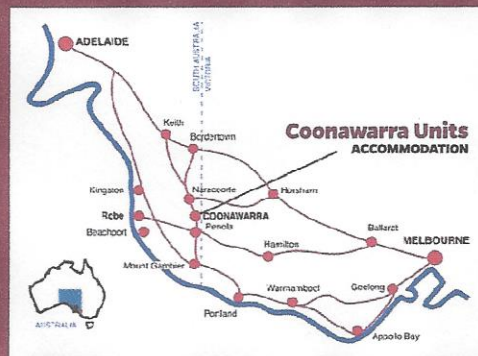 ADELAIDE
SOUTH AUSTRALIA
VICTORIA
Keith
Bordertown
Coonawarra Units
ACCOMMODATION
Kingston
Naracoorte
Horsham
Robe
COONAWARRA
Beachport
Penola
Ballarat
Hamilton
MELBOURNE
Mount Gambier
Warrnambool
Geelong
Portland
AUSTRALIA
Appollo Bay